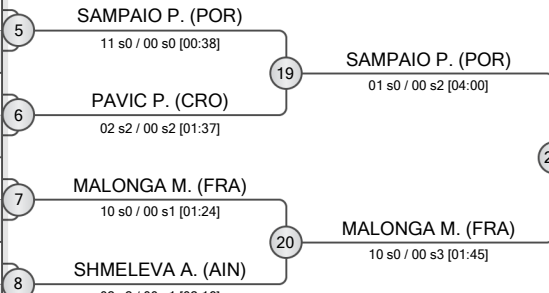 SAMPAIO P. (POR)
5
11 s0 / 00 s0 [00:38]
19
SAMPAIO P. (POR)
01 s0 / 00 s2 [04:00]
PAVIC P. (CRO)
6
02 s2 / 00 s2 [01:37]
MALONGA M. (FRA)
7
10 s0 / 00 s1 [01:24]
20
MALONGA M. (FRA)
10 s0 / 00 s3 [01:45]
SHMELEVA A. (AIN)
8